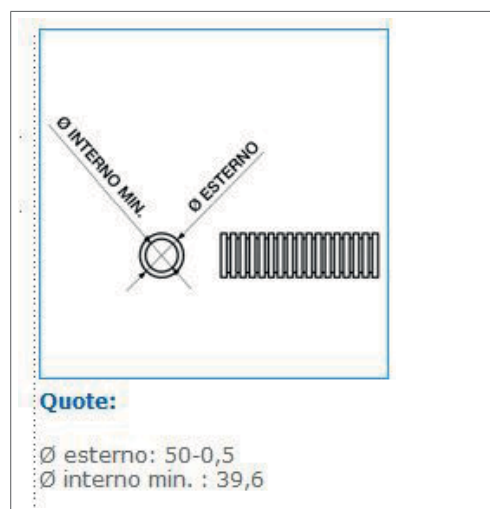 Ø INTERNO MIN.
Ø ESTERNO
Quote:
Ø esterno: 50-0,5
Ø interno min. : 39,6